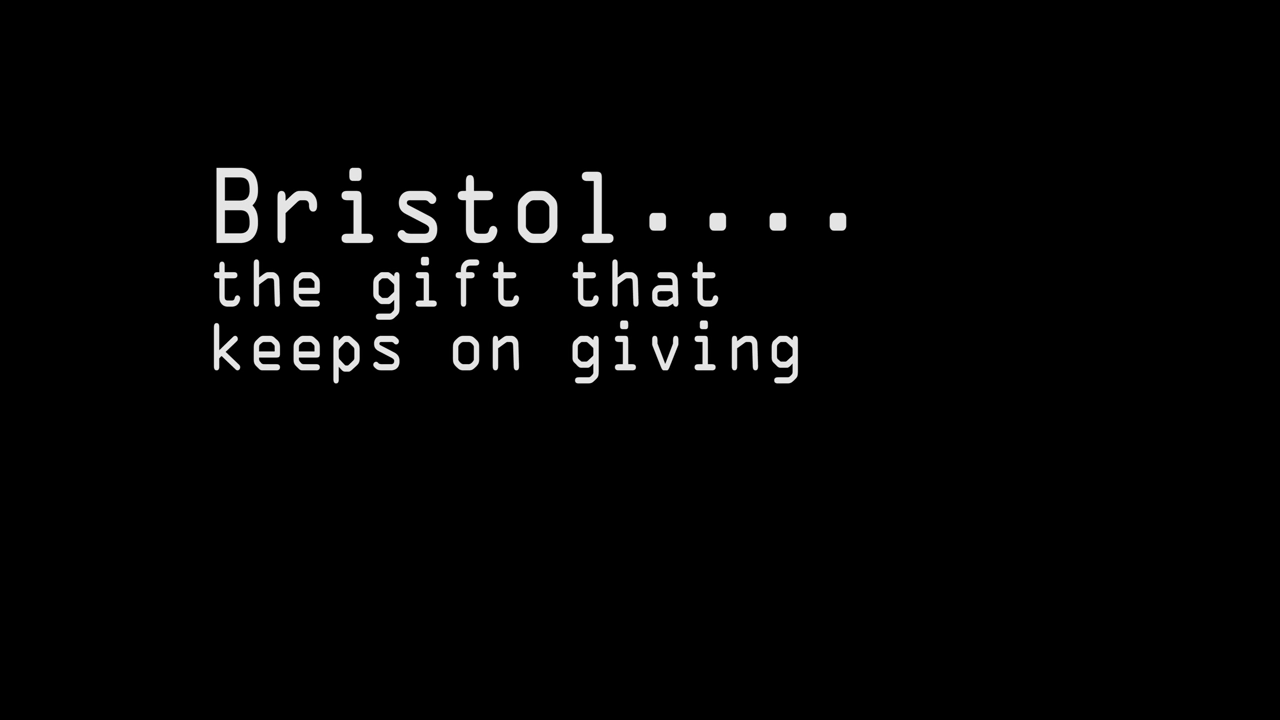 Bristol....
the gift that
keeps on giving